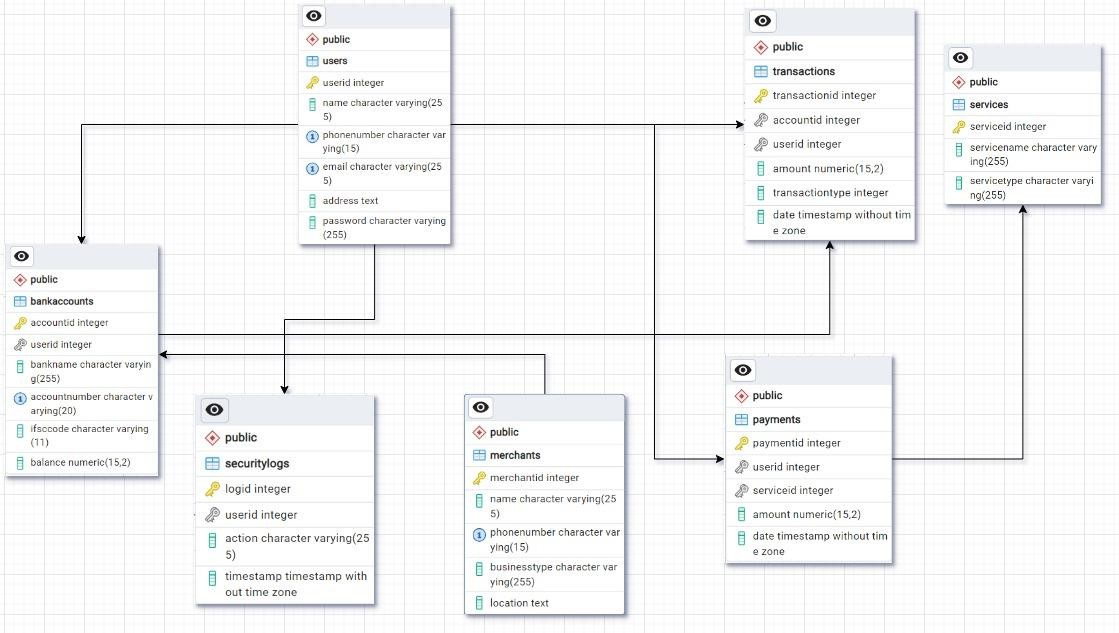 public
users
userid integer
name character varying(25
5)
phonenumber character var
ying(15)
email character varying(25
5)
address text
password character varying
(255)
public
transactions
transactionid integer
accountid integer
userid integer
amount numeric(15,2)
transactiontype integer
date timestamp without tim
e zone
public
services
serviceid integer
servicename character vary
ing(255)
servicetype character varyi
ng(255)
public
bankaccounts
accountid integer
userid integer
bankname character varyin
g(255)
1
accountnumber character v
arying(20)
ifsccode character varying
(11)
balance numeric(15,2)
public
securitylogs
logid integer
userid integer
action character varying(25
5)
timestamp timestamp with
out time zone
public
merchants
merchantid integer
name character varying(25
5)
1
phonenumber character var
ying(15)
businesstype character var
ying(255)
location text
public
payments
paymentid integer
userid integer
serviceid integer
amount numeric(15,2)
date timestamp without tim
e zone